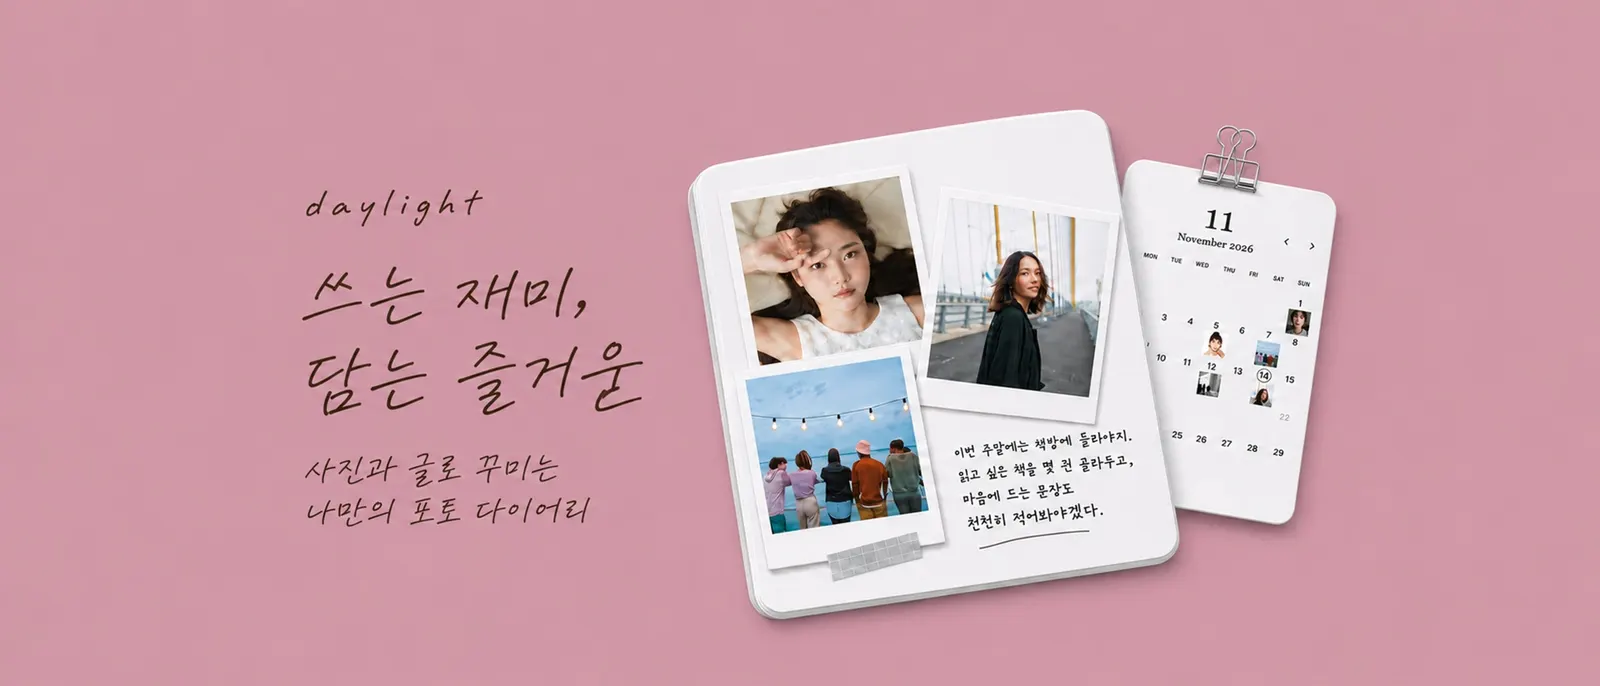 daylight
쓰는 재미,
담는 즐거움
사진과 글로 꾸미는
나만의 포토 다이어리
이번 주말에는 책방에 들라야지.
읽고 싶은 책을 몇 권 골라두고,
마음에 드는 문장도
천천히 적어봐야겠다.
11
November 2026
‹ ›
MON TUE WED THU FRI SAT SUN
1
3 4 5 6 7 8
10 11 12 13 14 15
22
25 26 27 28 29